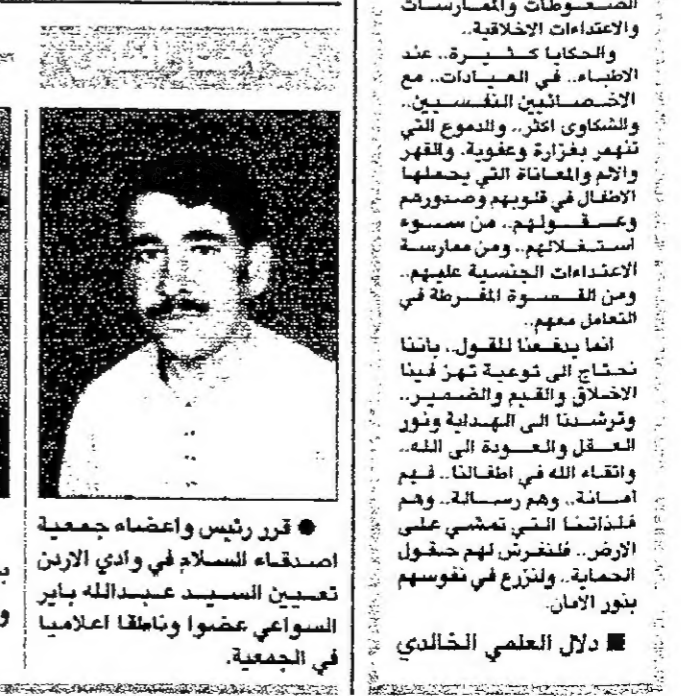 الضغوطات والممارسات
والاعتداءات الاخلاقية..
والحكايا كثيرة.. عند
الاطباء.. في العيادات.. مع
الاخصائيين النفسيين..
والشكاوى اكثر.. والدموع التي
تنهمر بغزارة وعفوية. والقهر
والالم والمعاناة التي يحملها
الاطفال في قلوبهم وصدورهم
وعقولهم.. من سوء
استغلالهم.. ومن ممارسة
الاعتداءات الجنسية عليهم..
ومن القسوة المفرطة في
التعامل معهم..
انما يدفعنا للقول.. باننا
نحتاج الى توعية تهز فينا
الاخلاق والقيم والضمير..
وترشدنا الى الهداية ونور
العقل والعودة الى الله..
واتقاء الله في اطفالنا.. فهم
امانة.. وهم رسالة.. وهم
فلذاتنا التي تمشي على
الارض.. فلنغرس لهم حقول
الحماية.. ولنزرع في نفوسهم
بذور الامان.
■ دلال العلمي الخالدي
● قرر رئيس واعضاء جمعية
اصدقاء السلام في وادي الاردن
تعيين السيد عبدالله باير
السواعي عضوا وناطقا اعلاميا
في الجمعية.